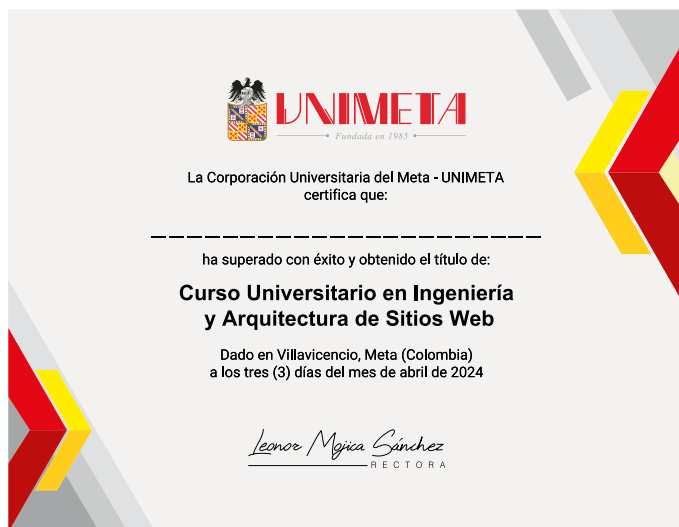 UNIMETA
Fundada en 1985
La Corporación Universitaria del Meta - UNIMETA
certifica que:
ha superado con éxito y obtenido el título de:
Curso Universitario en Ingeniería
y Arquitectura de Sitios Web
Dado en Villavicencio, Meta (Colombia)
a los tres (3) días del mes de abril de 2024
Leonor Mojica Sánchez
RECTORA